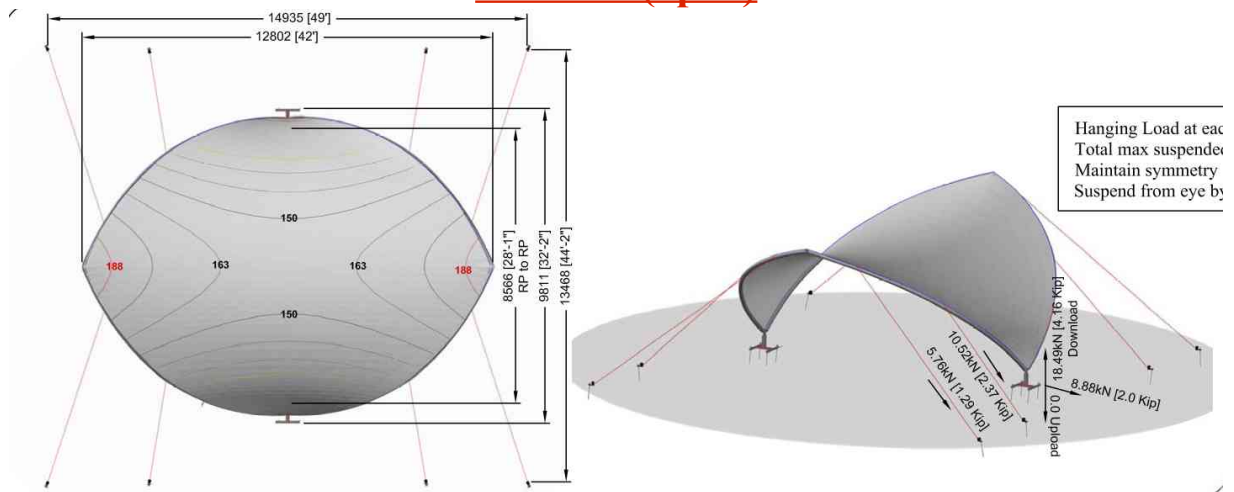 14935 [49']
12802 [42']
150
188
163
163
188
150
8566 [28'-1"]
RP to RP
9811 [32'-2"]
13468 [44'-2"]
Hanging Load at eac
Total max suspended
Maintain symmetry
Suspend from eye by
10.52kN [2.37 Kip]
5.76kN [1.29 Kip]
18.49kN [4.16 Kip]
Download
0.0 Upload
8.88kN [2.0 Kip]